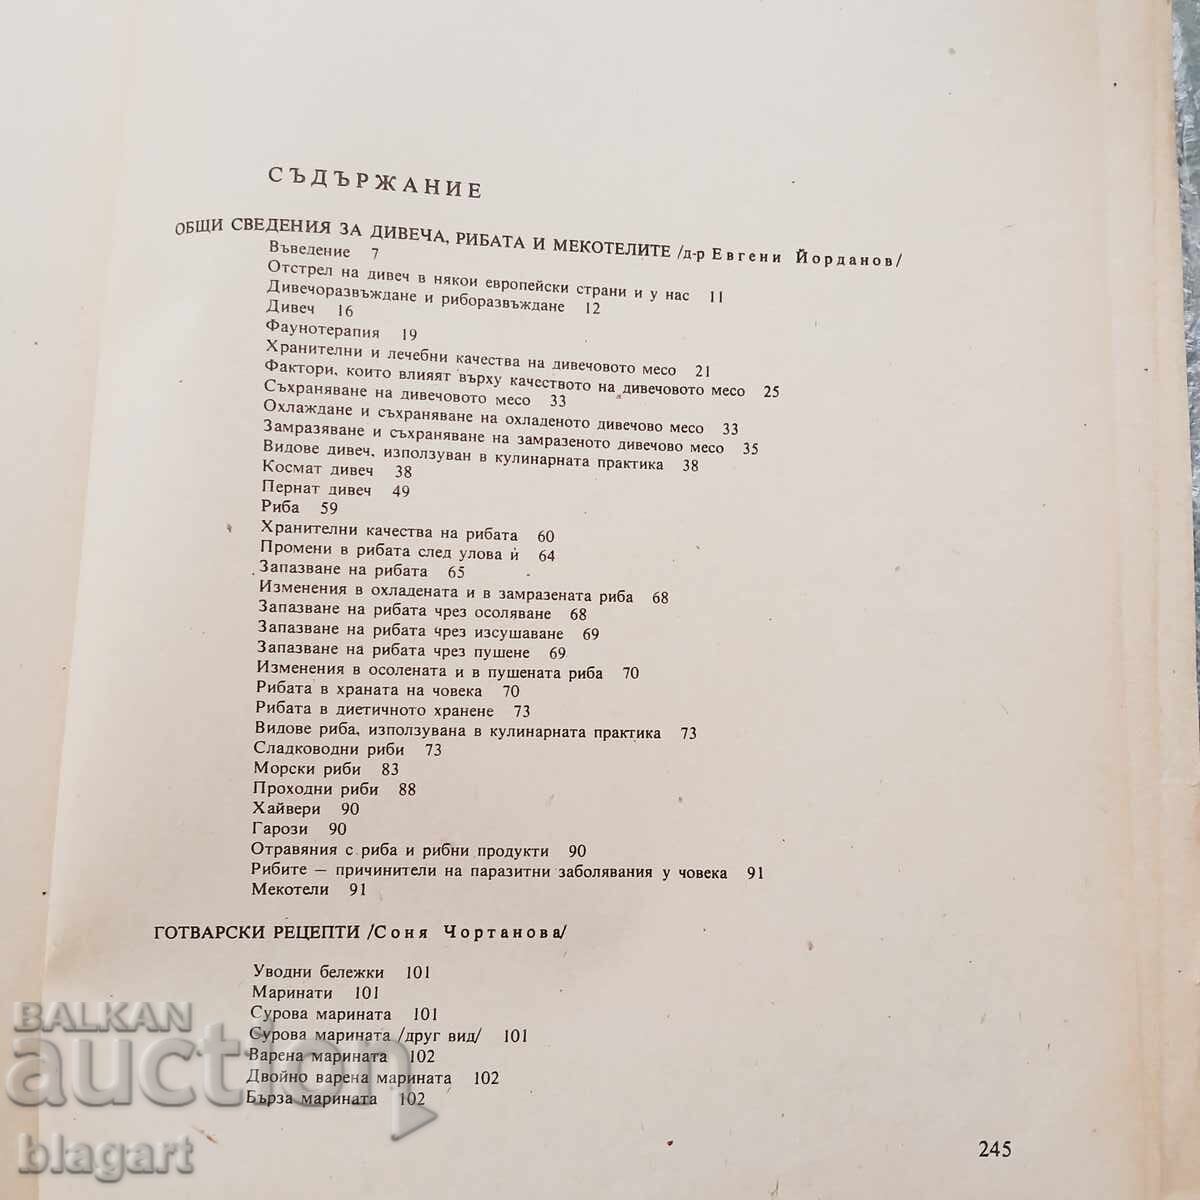 СЪДЪРЖАНИЕ
ОБЩИ СВЕДЕНИЯ ЗА ДИВЕЧА, РИБАТА И МЕКОТЕЛИТЕ /д-р Евгени Йорданов/
Въведение 7
Отстрел на дивеч в някои европейски страни и у нас 11
Дивечоразвъждане и риборазвъждане 12
Дивеч 16
Фаунотерапия 19
Хранителни и лечебни качества на дивечовото месо 21
Фактори, които влияят върху качеството на дивечовото месо 25
Съхраняване на дивечовото месо 33
Охлаждане и съхраняване на охладеното дивечово месо 33
Замразяване и съхраняване на замразеното дивечово месо 35
Видове дивеч, използуван в кулинарната практика 38
Космат дивеч 38
Пернат дивеч 49
Риба 59
Хранителни качества на рибата 60
Промени в рибата след улова ѝ 64
Запазване на рибата 65
Изменения в охладената и в замразената риба 68
Запазване на рибата чрез осоляване 68
Запазване на рибата чрез изсушаване 69
Запазване на рибата чрез пушене 69
Изменения в осолената и в пушената риба 70
Рибата в храната на човека 70
Рибата в диетичното хранене 73
Видове риба, използувана в кулинарната практика 73
Сладководни риби 73
Морски риби 83
Проходни риби 88
Хайвери 90
Гарози 90
Отравяния с риба и рибни продукти 90
Рибите — причинители на паразитни заболявания у човека 91
Мекотели 91
ГОТВАРСКИ РЕЦЕПТИ /Соня Чортанова/
Уводни бележки 101
Маринати 101
Сурова марината 101
Сурова марината /друг вид/ 101
Варена марината 102
Двойно варена марината 102
Бърза марината 102
245
BALKAN
auction
blagart